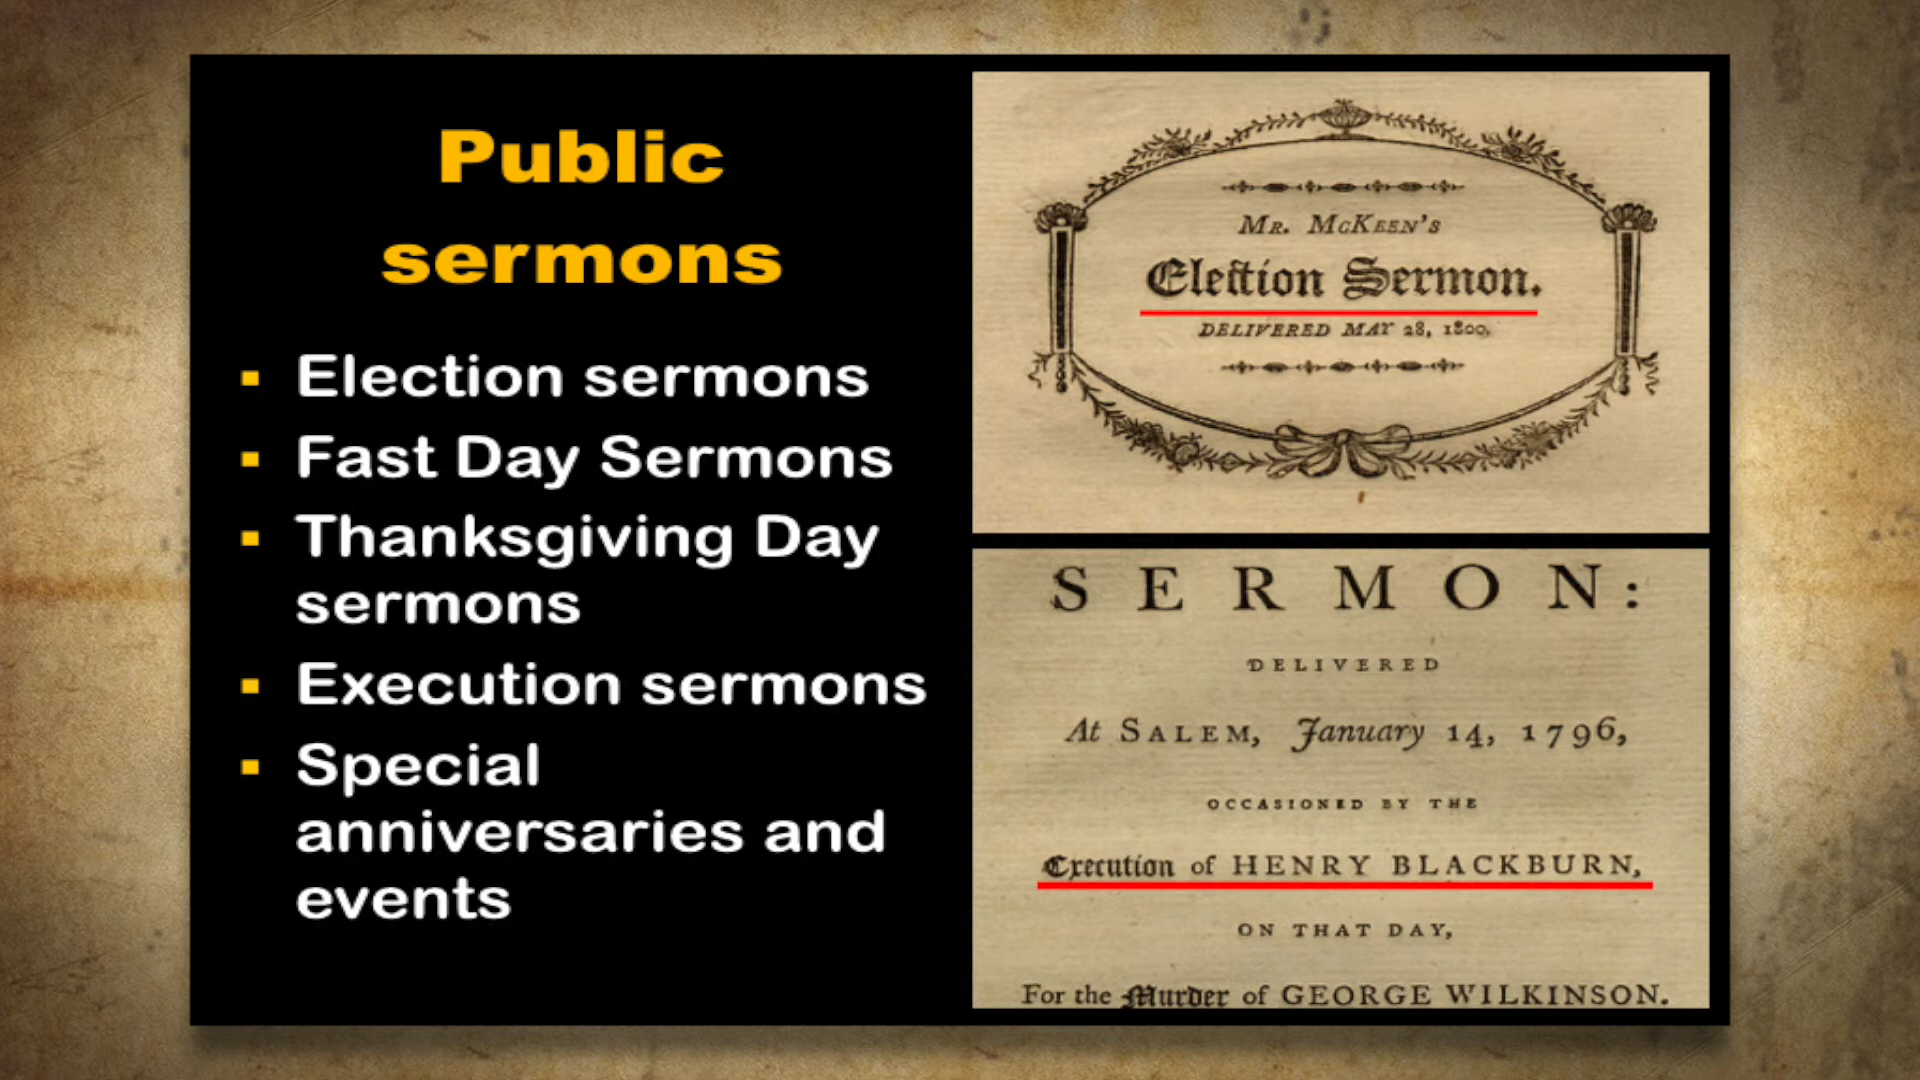 Public
sermons
▪ Election sermons
▪ Fast Day Sermons
▪ Thanksgiving Day
sermons
▪ Execution sermons
▪ Special
anniversaries and
events
MR. MCKEEN'S
Election Sermon.
DELIVERED MAY 28, 1800.
SERMON:
DELIVERED
At SALEM, January 14, 1796,
OCCASIONED BY THE
Execution of HENRY BLACKBURN,
ON THAT DAY,
For the Murder of GEORGE WILKINSON.